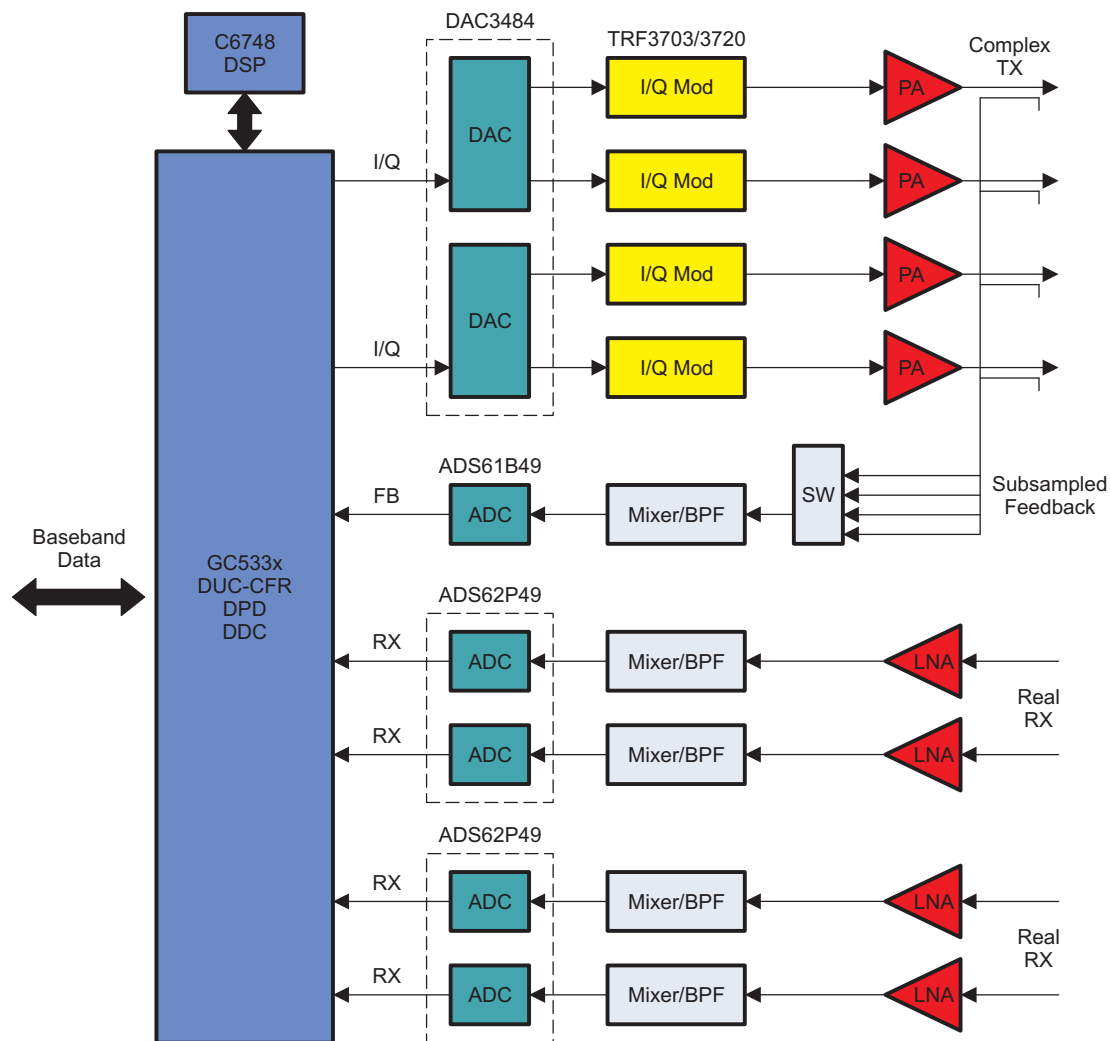 C6748
DSP
DAC3484
TRF3703/3720
Complex
TX
I/Q
DAC
I/Q Mod
PA
I/Q Mod
PA
I/Q
DAC
I/Q Mod
PA
I/Q Mod
PA
ADS61B49
FB
ADC
Mixer/BPF
SW
Subsampled
Feedback
Baseband
Data
GC533x
DUC-CFR
DPD
DDC
ADS62P49
RX
ADC
Mixer/BPF
LNA
Real
RX
RX
ADC
Mixer/BPF
LNA
ADS62P49
RX
ADC
Mixer/BPF
LNA
Real
RX
RX
ADC
Mixer/BPF
LNA